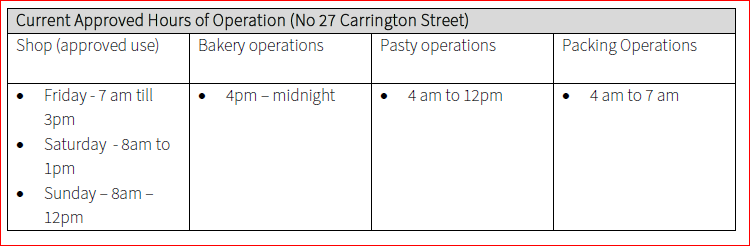 Current Approved Hours of Operation (No 27 Carrington Street)
Shop (approved use)
Bakery operations
Pasty operations
Packing Operations
• Friday - 7 am till
3pm
• Saturday  - 8am to
1pm
• Sunday – 8am –
12pm
• 4pm – midnight
• 4 am to 12pm
• 4 am to 7 am